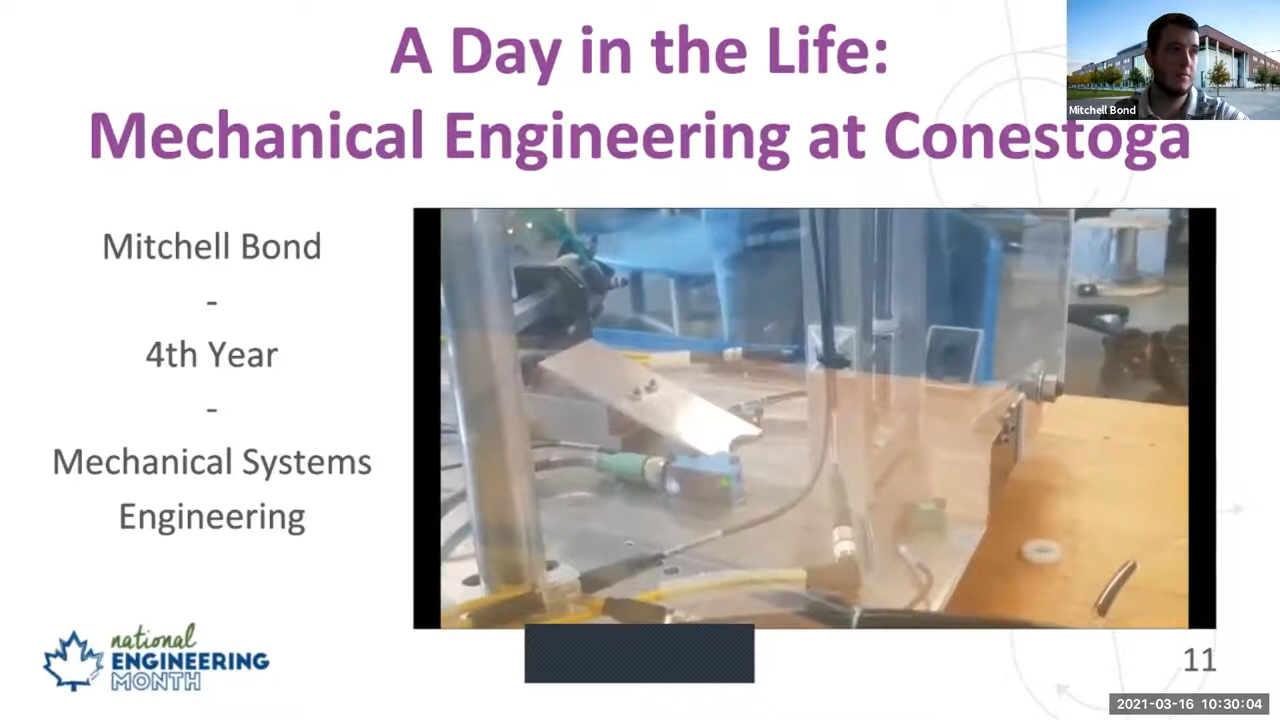 A Day in the Life:
Mechanical Engineering at Conestoga
Mitchell Bond
Mitchell Bond
-
4th Year
-
Mechanical Systems
Engineering
national
ENGINEERING
MONTH
11
2021-03-16 10:30:04